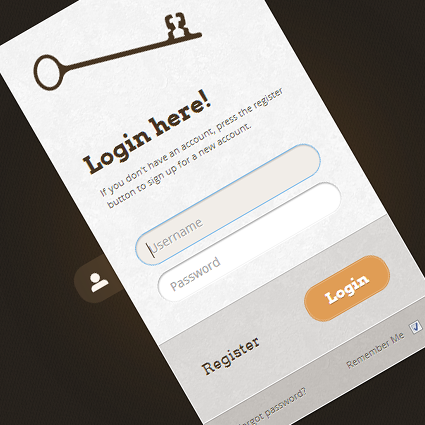 Login here!
If you don't have an account, press the register
button to sign up for a new account.
Username
Password
Login
Register
Remember Me
forgot password?